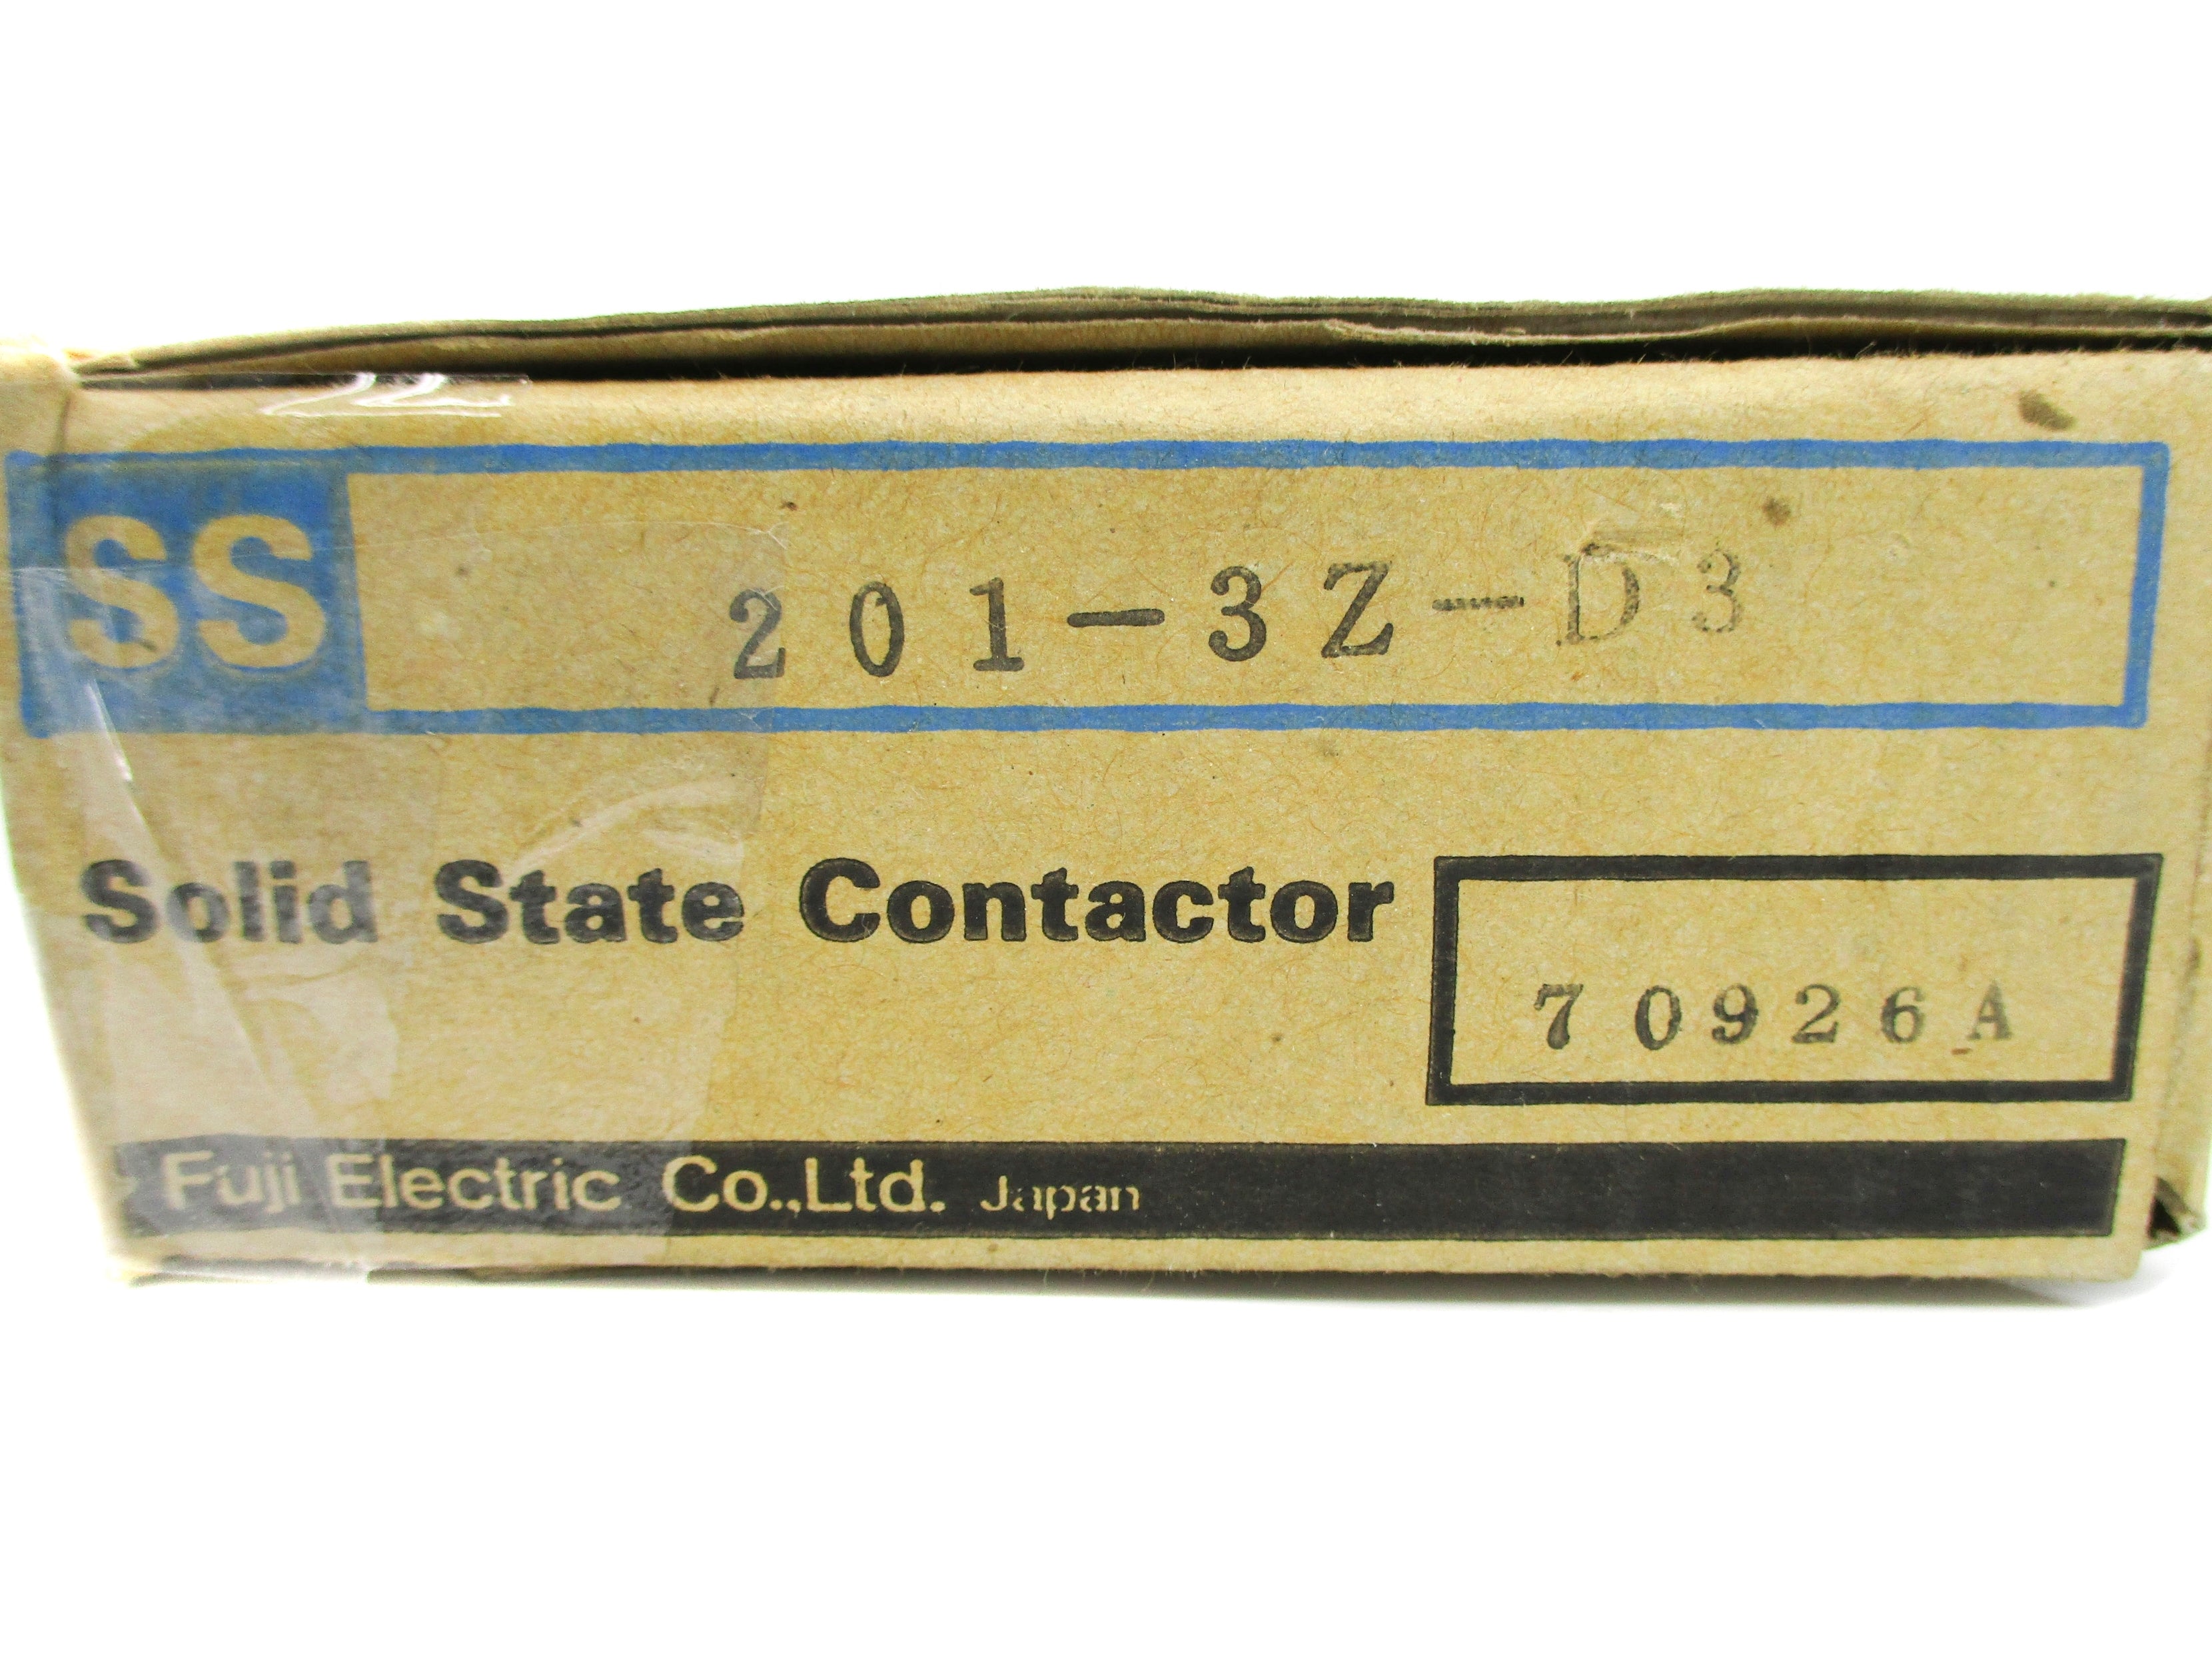 SS 201-3Z-D3
Solid State Contactor
70926A
Fuji Electric Co.,Ltd. Japan